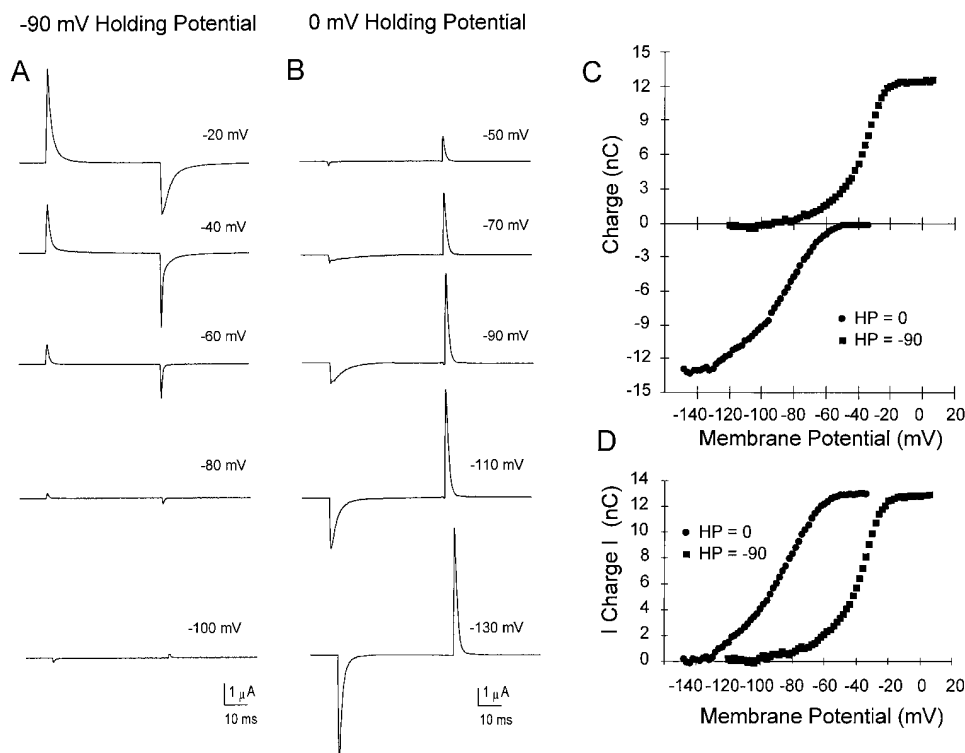 -90 mV Holding Potential
0 mV Holding Potential
A
-20 mV
-40 mV
-60 mV
-80 mV
-100 mV
1 μA
10 ms
B
-50 mV
-70 mV
-90 mV
-110 mV
-130 mV
1 μA
10 ms
C
15
12
9
6
3
0
-3
-6
-9
-12
-15
Charge (nC)
HP = 0
HP = -90
-140 -120 -100 -80 -60 -40 -20 0 20
Membrane Potential (mV)
D
14
12
10
8
6
4
2
0
I Charge I (nC)
HP = 0
HP = -90
-140 -120 -100 -80 -60 -40 -20 0 20
Membrane Potential (mV)